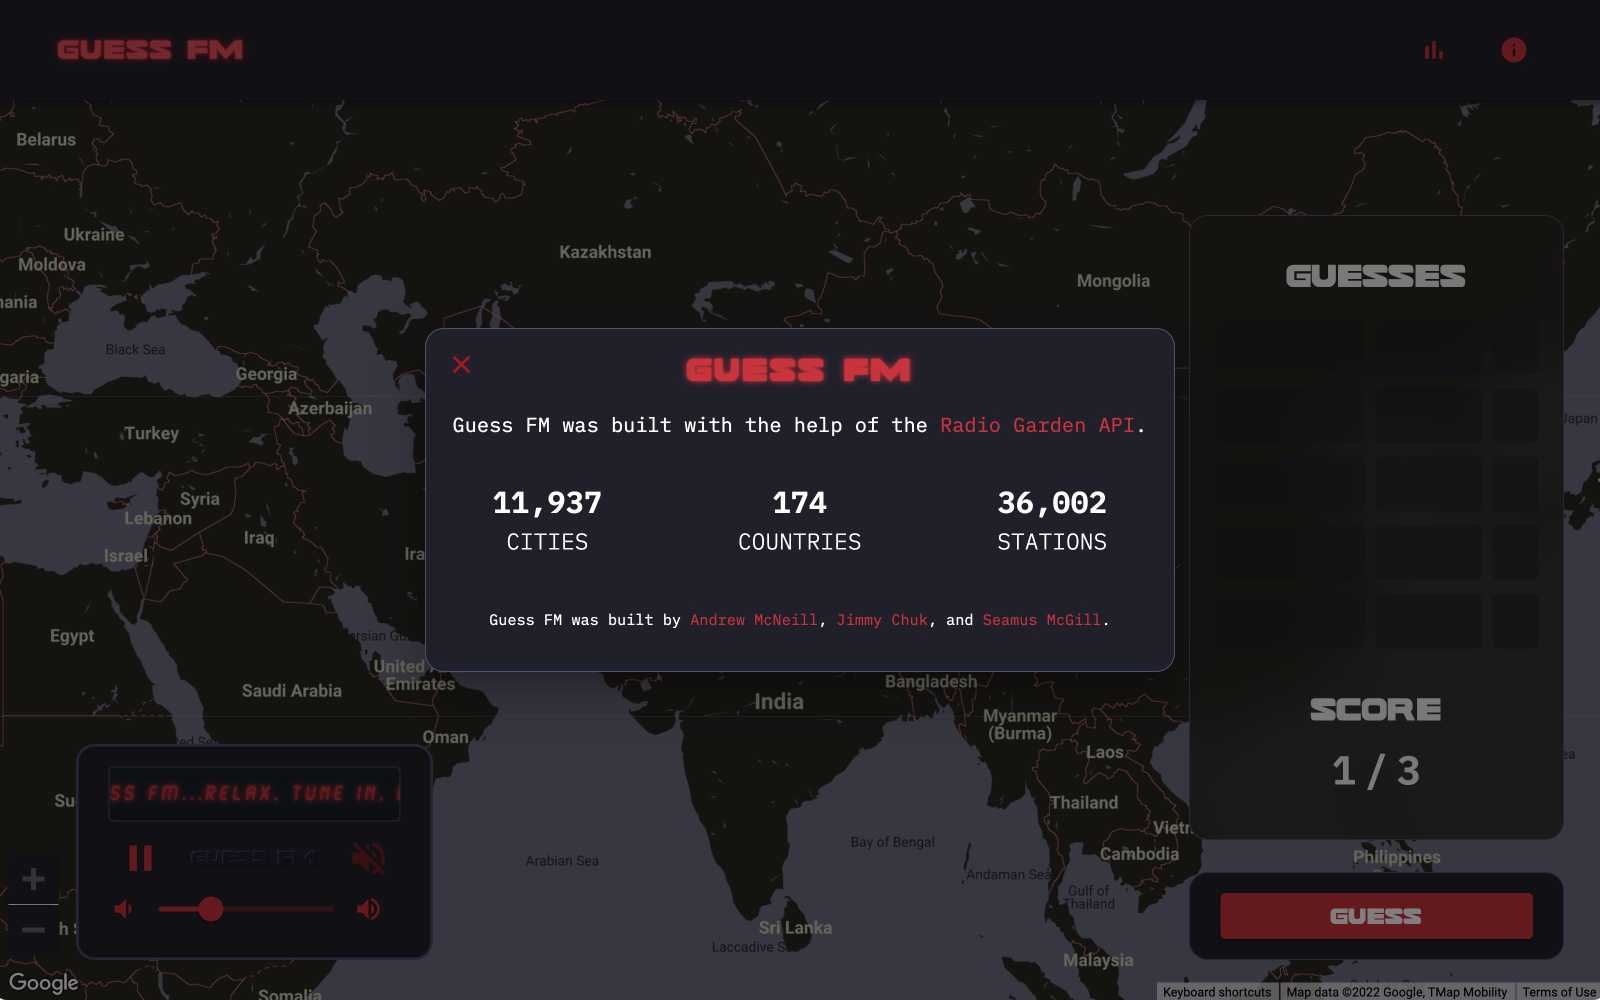 GUESS FM
Belarus
Ukraine
Moldova
Kazakhstan
Mongolia
GUESSES
Black Sea
Georgia
Azerbaijan
Turkey
Syria
Lebanon
Israel
Iraq
Egypt
Saudi Arabia
United
Emirates
Oman
Japan
GUESS FM
Guess FM was built with the help of the Radio Garden API.
11,937
CITIES
174
COUNTRIES
36,002
STATIONS
Guess FM was built by Andrew McNeill, Jimmy Chuk, and Seamus McGill.
India
Bangladesh
Myanmar
(Burma)
Laos
Thailand
Cambodia
SCORE
1 / 3
SS FM...RELAX. TUNE IN.
GUESS FM
Arabian Sea
Bay of Bengal
Andaman Sea
Gulf of
Thailand
Philippines
Sri Lanka
Laccadive S
Malaysia
Somalia
GUESS
Google
Keyboard shortcuts
Map data ©2022 Google, TMap Mobility
Terms of Use